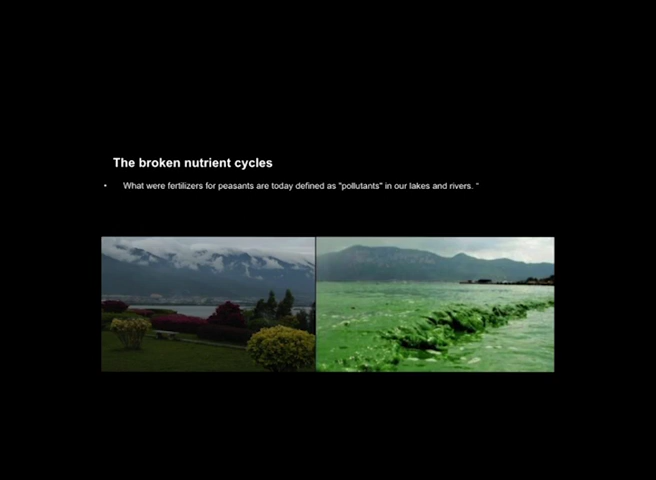 The broken nutrient cycles
• What were fertilizers for peasants are today defined as "pollutants" in our lakes and rivers. "